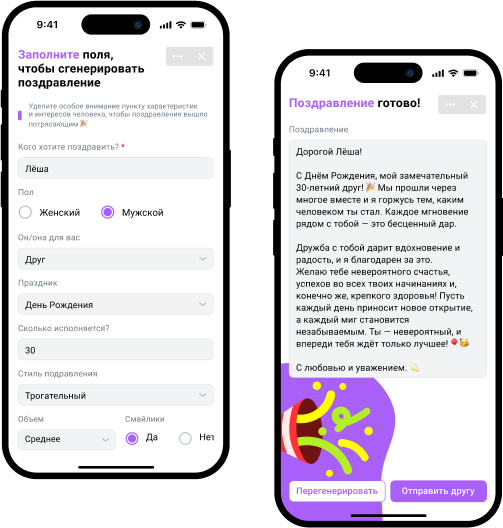 9:41
Заполните поля,
чтобы сгенерировать
поздравление
Уделите особое внимание пункту характеристик
и интересов человека, чтобы поздравление вышло
потрясающим 🎉
Кого хотите поздравить? *
Лёша
Пол
Женский
Мужской
Он/она для вас
Друг
Праздник
День Рождения
Сколько исполняется?
30
Стиль подравления
Трогательный
Объем
Смайлики
Среднее
Да
Нет
9:41
Поздравление готово!
Поздравление
Дорогой Лёша!
С Днём Рождения, мой замечательный
30-летний друг! 🎉 Мы прошли через
многое вместе и я горжусь тем, каким
человеком ты стал. Каждое мгновение
рядом с тобой — это бесценный дар.
Дружба с тобой дарит вдохновение и
радость, и я благодарен за это.
Желаю тебе невероятного счастья,
успехов во всех твоих начинаниях и,
конечно же, крепкого здоровья! Пусть
каждый день приносит новое открытие,
а каждый миг становится
незабываемым. Ты — невероятный, и
впереди тебя ждёт только лучшее! 🎈🥰
С любовью и уважением. 💫
Перегенерировать
Отправить другу